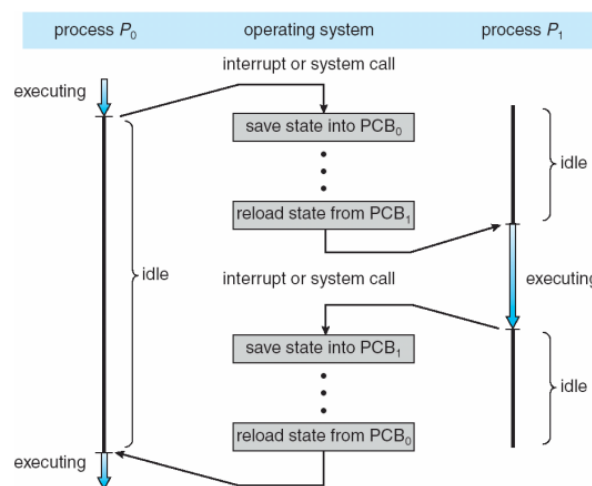 process P0 operating system process P1
interrupt or system call
executing
save state into PCB0
idle
reload state from PCB1
idle
interrupt or system call
executing
save state into PCB1
idle
reload state from PCB0
executing